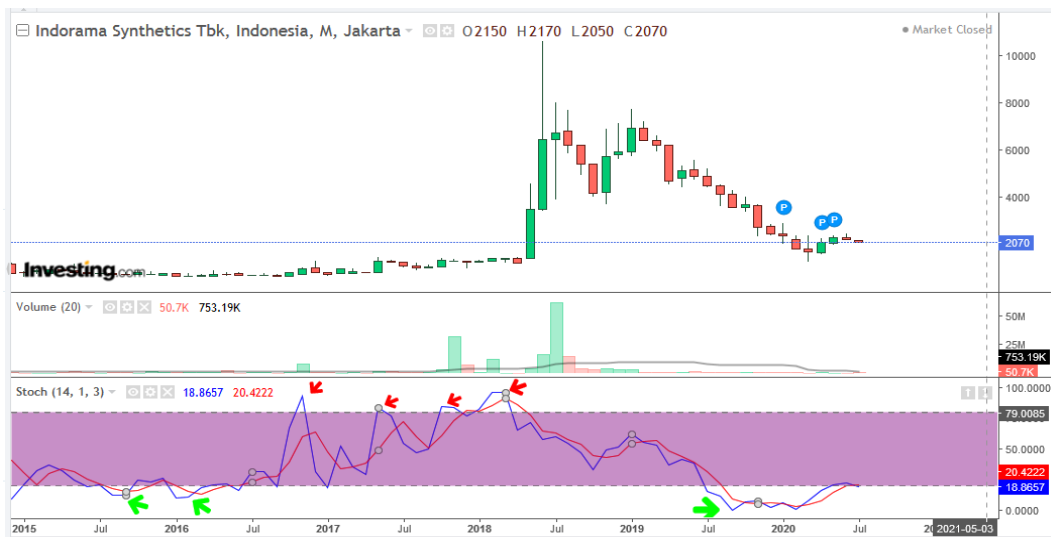 Indorama Synthetics Tbk, Indonesia, M, Jakarta O2150 H2170 L2050 C2070
Market Closed
10000
8000
6000
4000
P
P P
2070
Investing.com
Volume (20) 50.7K 753.19K
50M
25M
753.19K
50.7K
Stoch (14, 1, 3) 18.8657 20.4222
100.0000
79.0085
50.0000
20.4222
18.8657
0.0000
2015 Jul 2016 Jul 2017 Jul 2018 Jul 2019 Jul 2020 Jul 2021-05-03